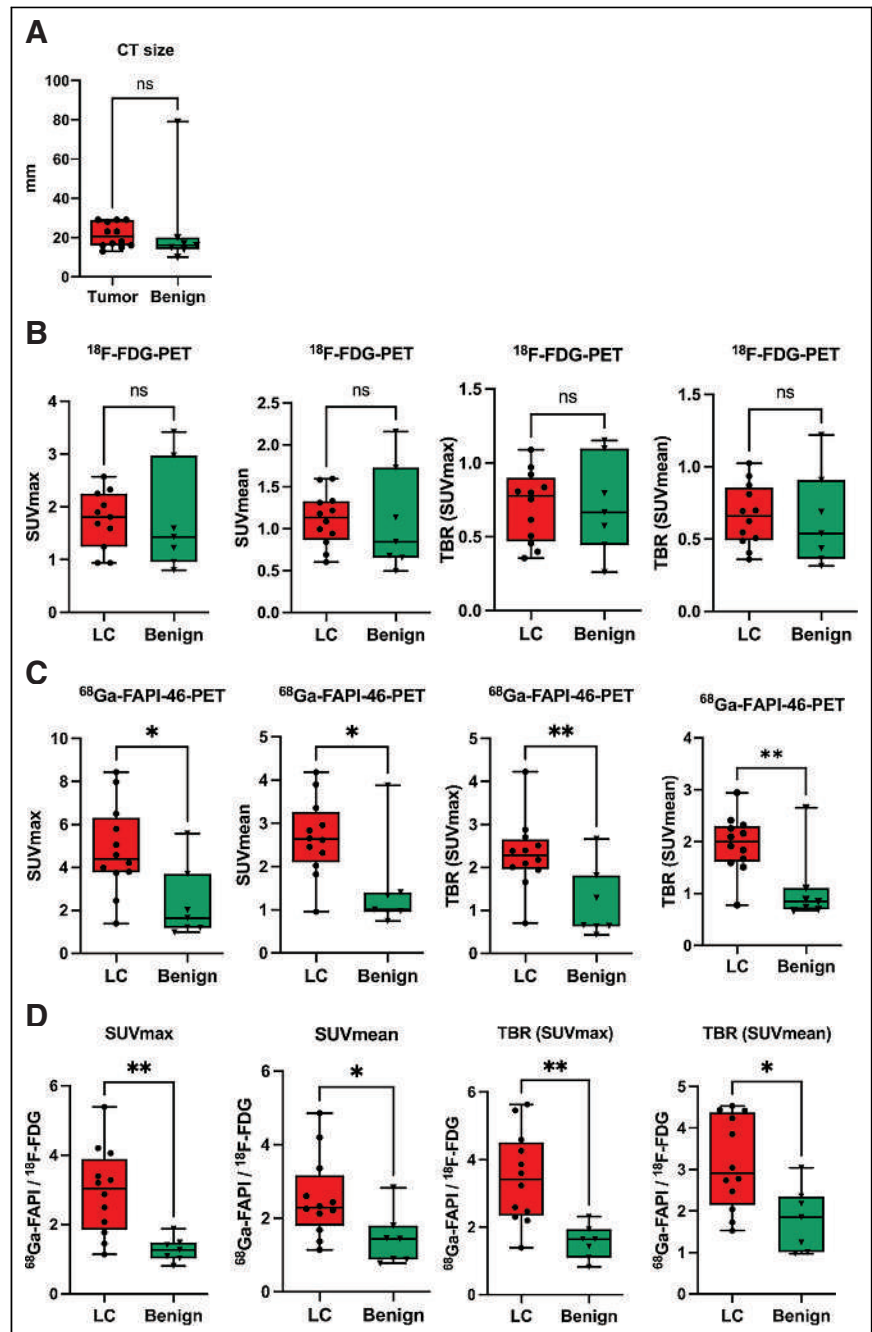 A
CT size
ns
100
80
60
40
20
0
mm
Tumor Benign
B
18F-FDG-PET
ns
4
3
2
1
0
SUVmax
LC Benign
18F-FDG-PET
ns
2.5
2.0
1.5
1.0
0.5
0.0
SUVmean
LC Benign
18F-FDG-PET
ns
1.5
1.0
0.5
0.0
TBR (SUVmax)
LC Benign
18F-FDG-PET
ns
1.5
1.0
0.5
0.0
TBR (SUVmean)
LC Benign
C
68Ga-FAPI-46-PET
*
10
8
6
4
2
0
SUVmax
LC Benign
68Ga-FAPI-46-PET
*
5
4
3
2
1
0
SUVmean
LC Benign
68Ga-FAPI-46-PET
**
5
4
3
2
1
0
TBR (SUVmax)
LC Benign
68Ga-FAPI-46-PET
**
4
3
2
1
0
TBR (SUVmean)
LC Benign
D
SUVmax
**
6
4
2
0
68Ga-FAPI / 18F-FDG
LC Benign
SUVmean
*
6
4
2
0
68Ga-FAPI / 18F-FDG
LC Benign
TBR (SUVmax)
**
6
4
2
0
68Ga-FAPI / 18F-FDG
LC Benign
TBR (SUVmean)
*
5
4
3
2
1
0
68Ga-FAPI / 18F-FDG
LC Benign